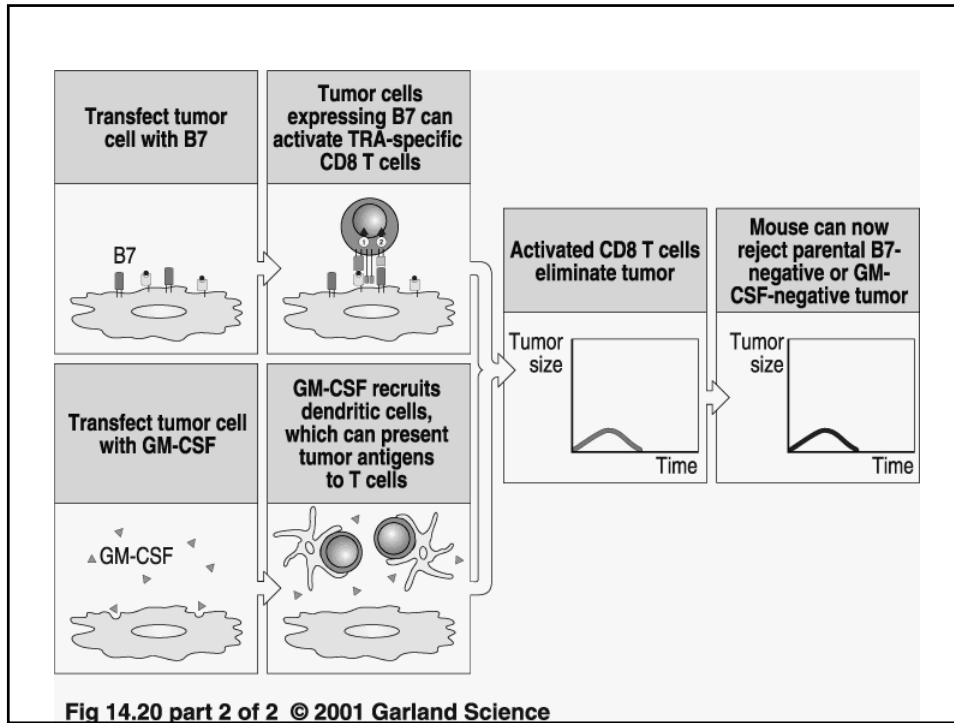 Transfect tumor
cell with B7
B7
Tumor cells
expressing B7 can
activate TRA-specific
CD8 T cells
1 2
Transfect tumor cell
with GM-CSF
GM-CSF
GM-CSF recruits
dendritic cells,
which can present
tumor antigens
to T cells
Activated CD8 T cells
eliminate tumor
Tumor
size
Time
Mouse can now
reject parental B7-
negative or GM-
CSF-negative tumor
Tumor
size
Time
Fig 14.20 part 2 of 2 © 2001 Garland Science